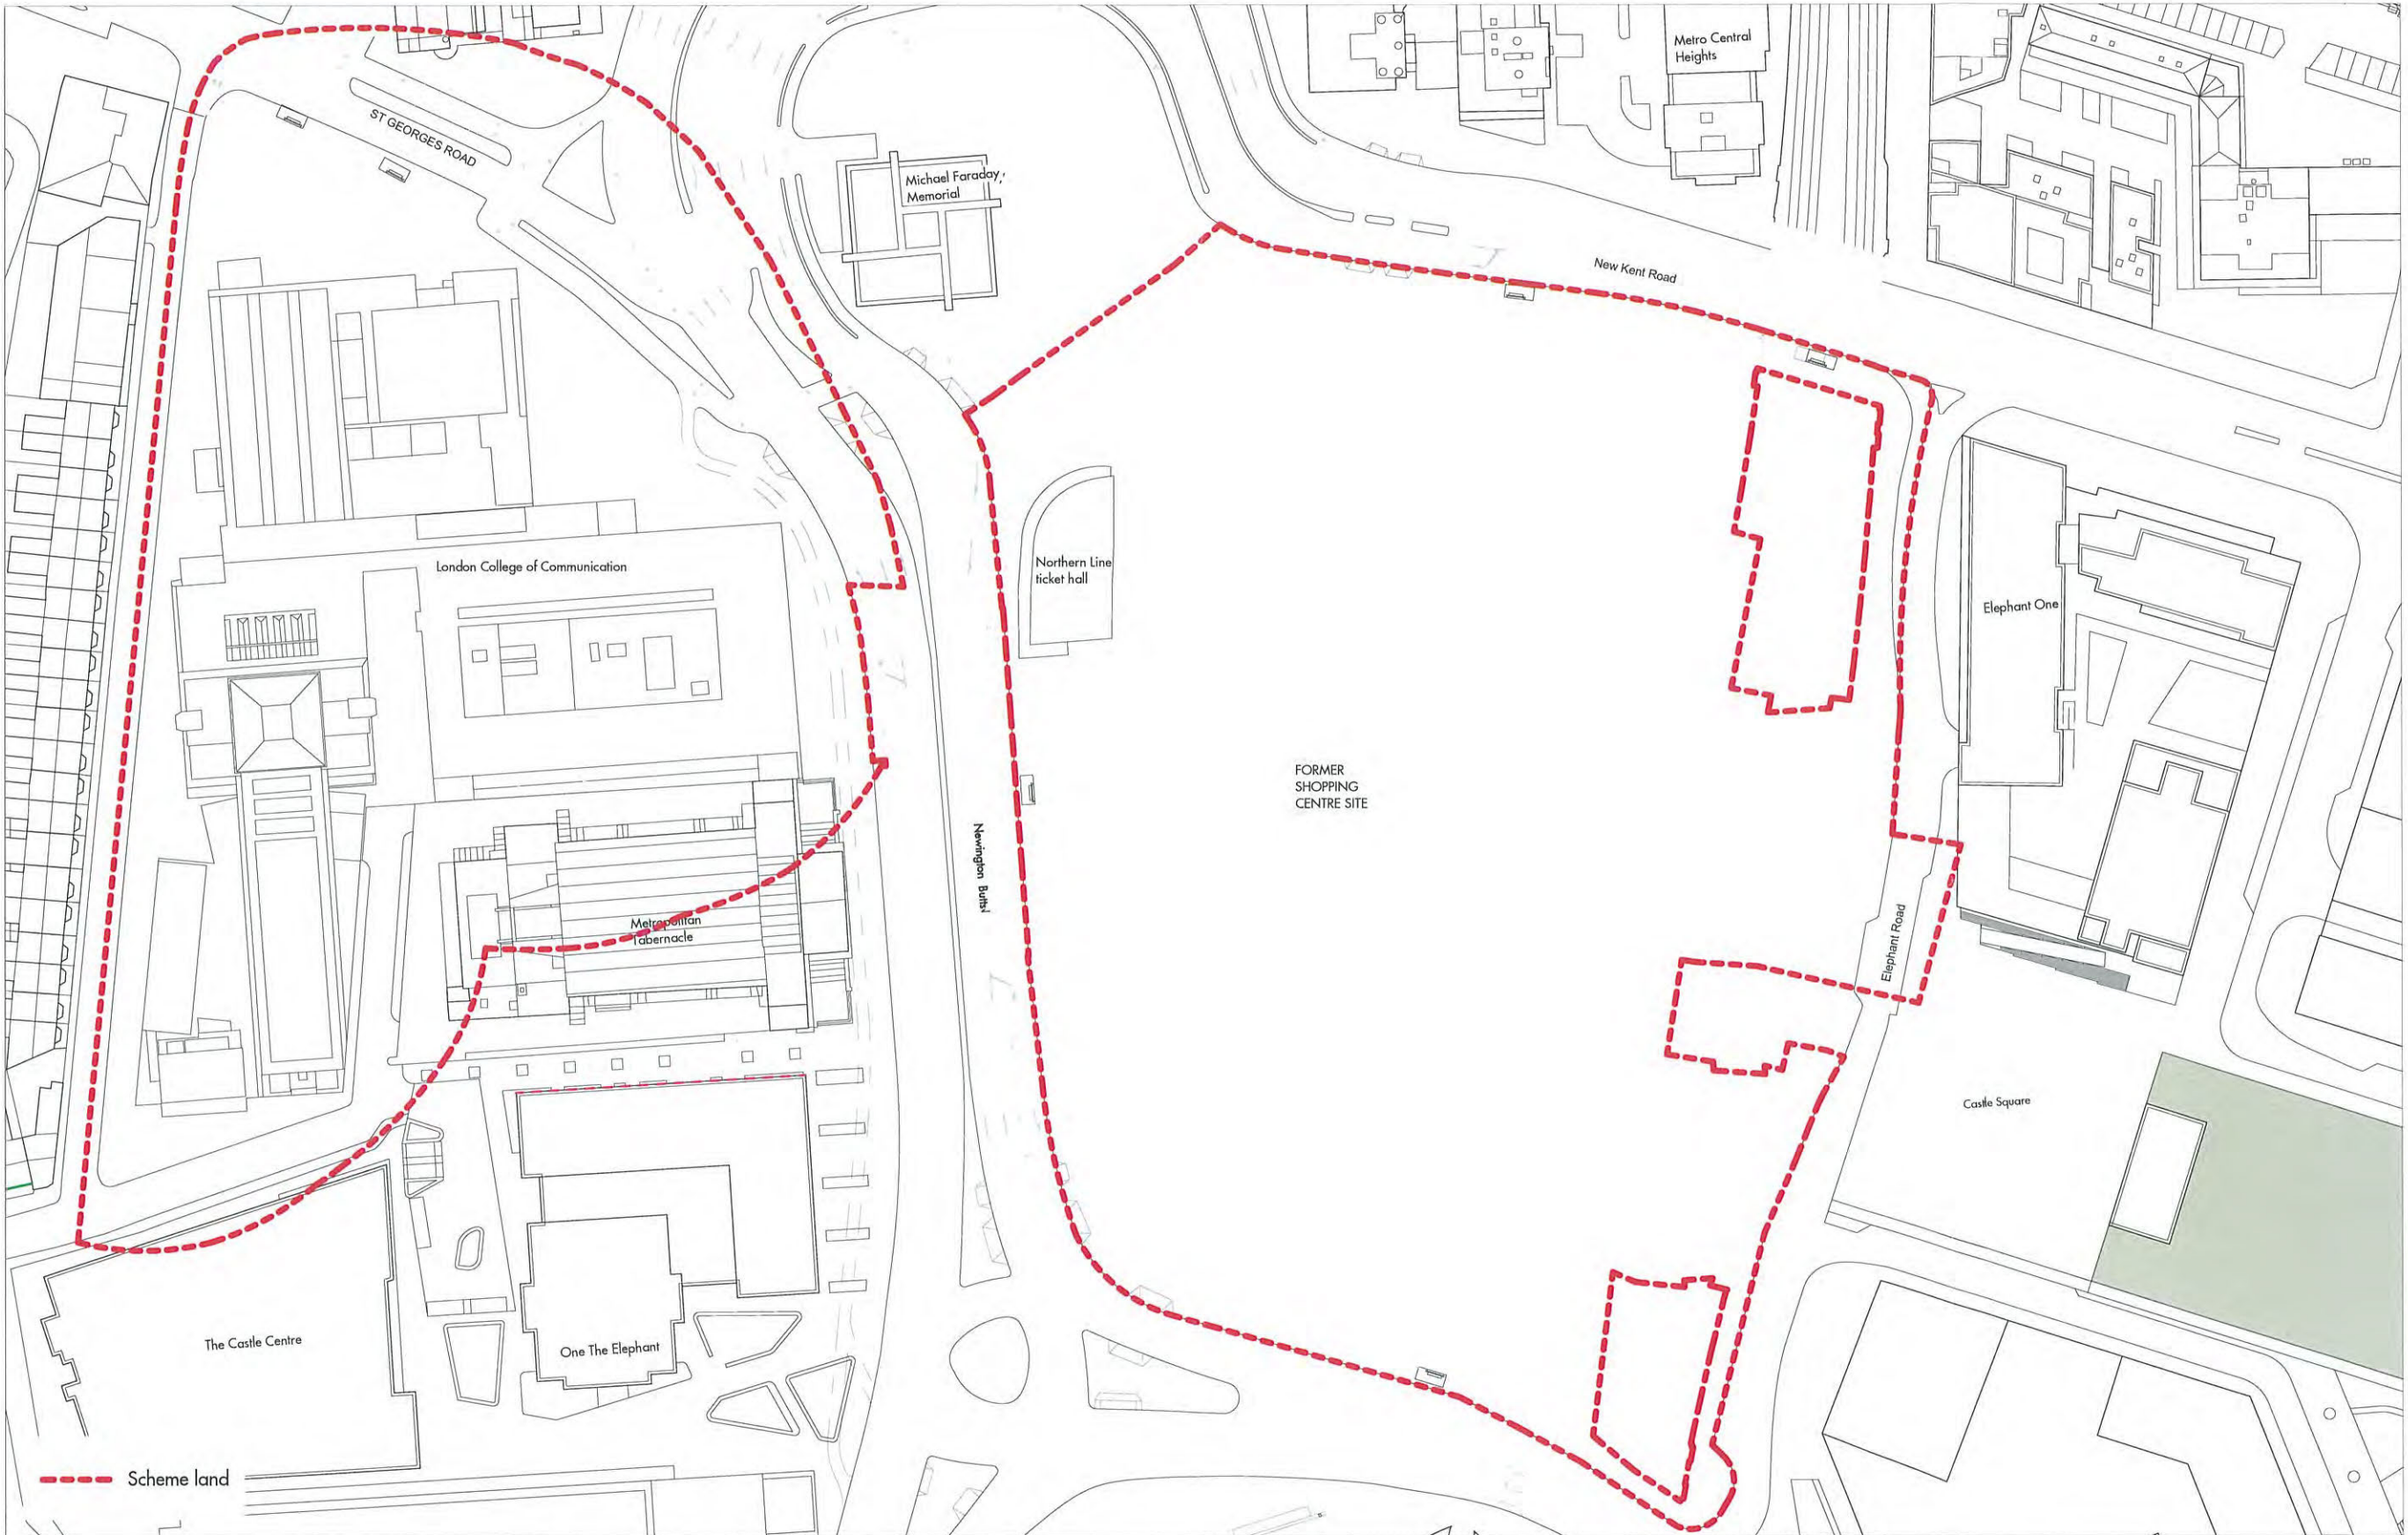 Metro Central
Heights
ST GEORGES ROAD
Michael Faraday
Memorial
New Kent Road
London College of Communication
Northern Line
ticket hall
Elephant One
FORMER
SHOPPING
CENTRE SITE
Newington Butts
Metropolitan
Tabernacle
Elephant Road
Castle Square
The Castle Centre
One The Elephant
Scheme land